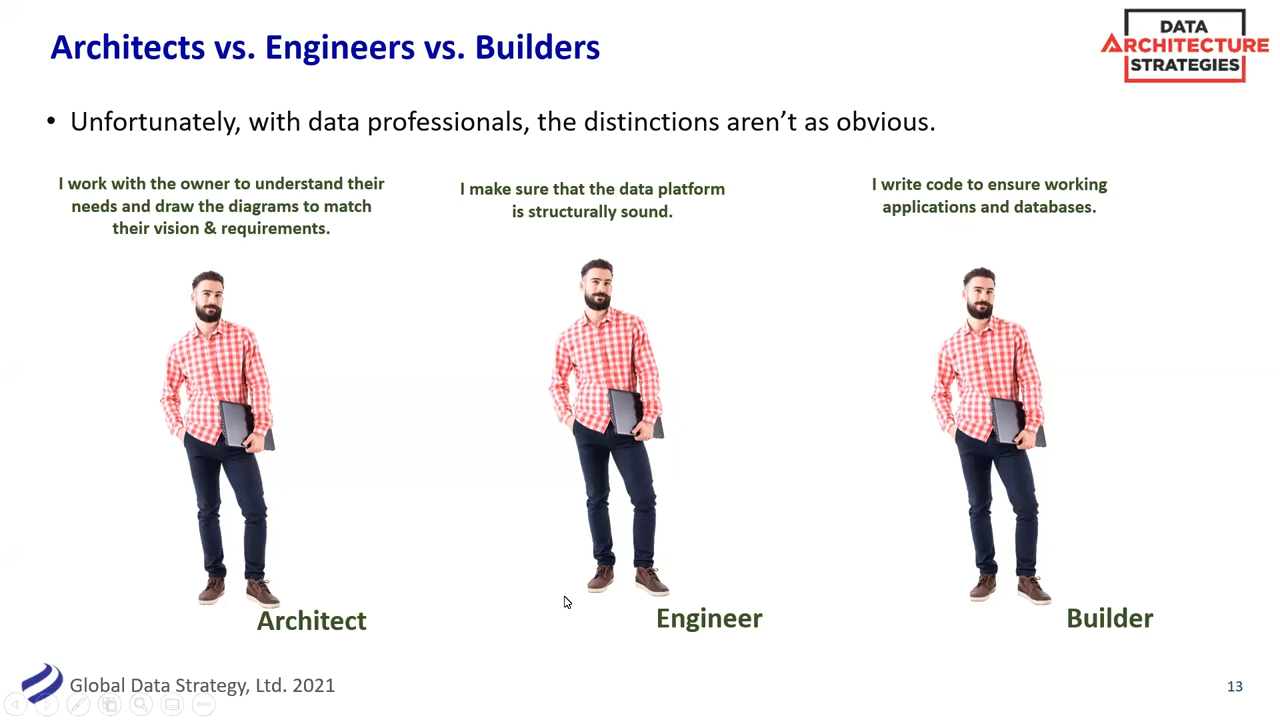 Architects vs. Engineers vs. Builders
DATA
ARCHITECTURE
STRATEGIES
• Unfortunately, with data professionals, the distinctions aren’t as obvious.
I work with the owner to understand their
needs and draw the diagrams to match
their vision & requirements.
I make sure that the data platform
is structurally sound.
I write code to ensure working
applications and databases.
Architect
Engineer
Builder
Global Data Strategy, Ltd. 2021
13